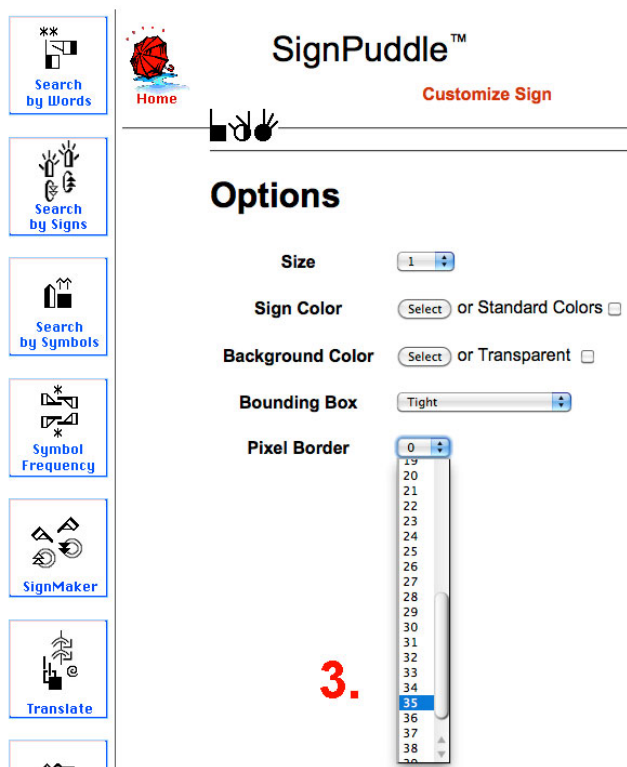 Search
by Words
Search
by Signs
Search
by Symbols
Symbol
Frequency
SignMaker
Translate
Home
SignPuddle™
Customize Sign
Options
Size 1
Sign Color Select or Standard Colors
Background Color Select or Transparent
Bounding Box Tight
Pixel Border 0
19
20
21
22
23
24
25
26
27
28
29
30
31
32
33
34
35
36
37
38
39
3.